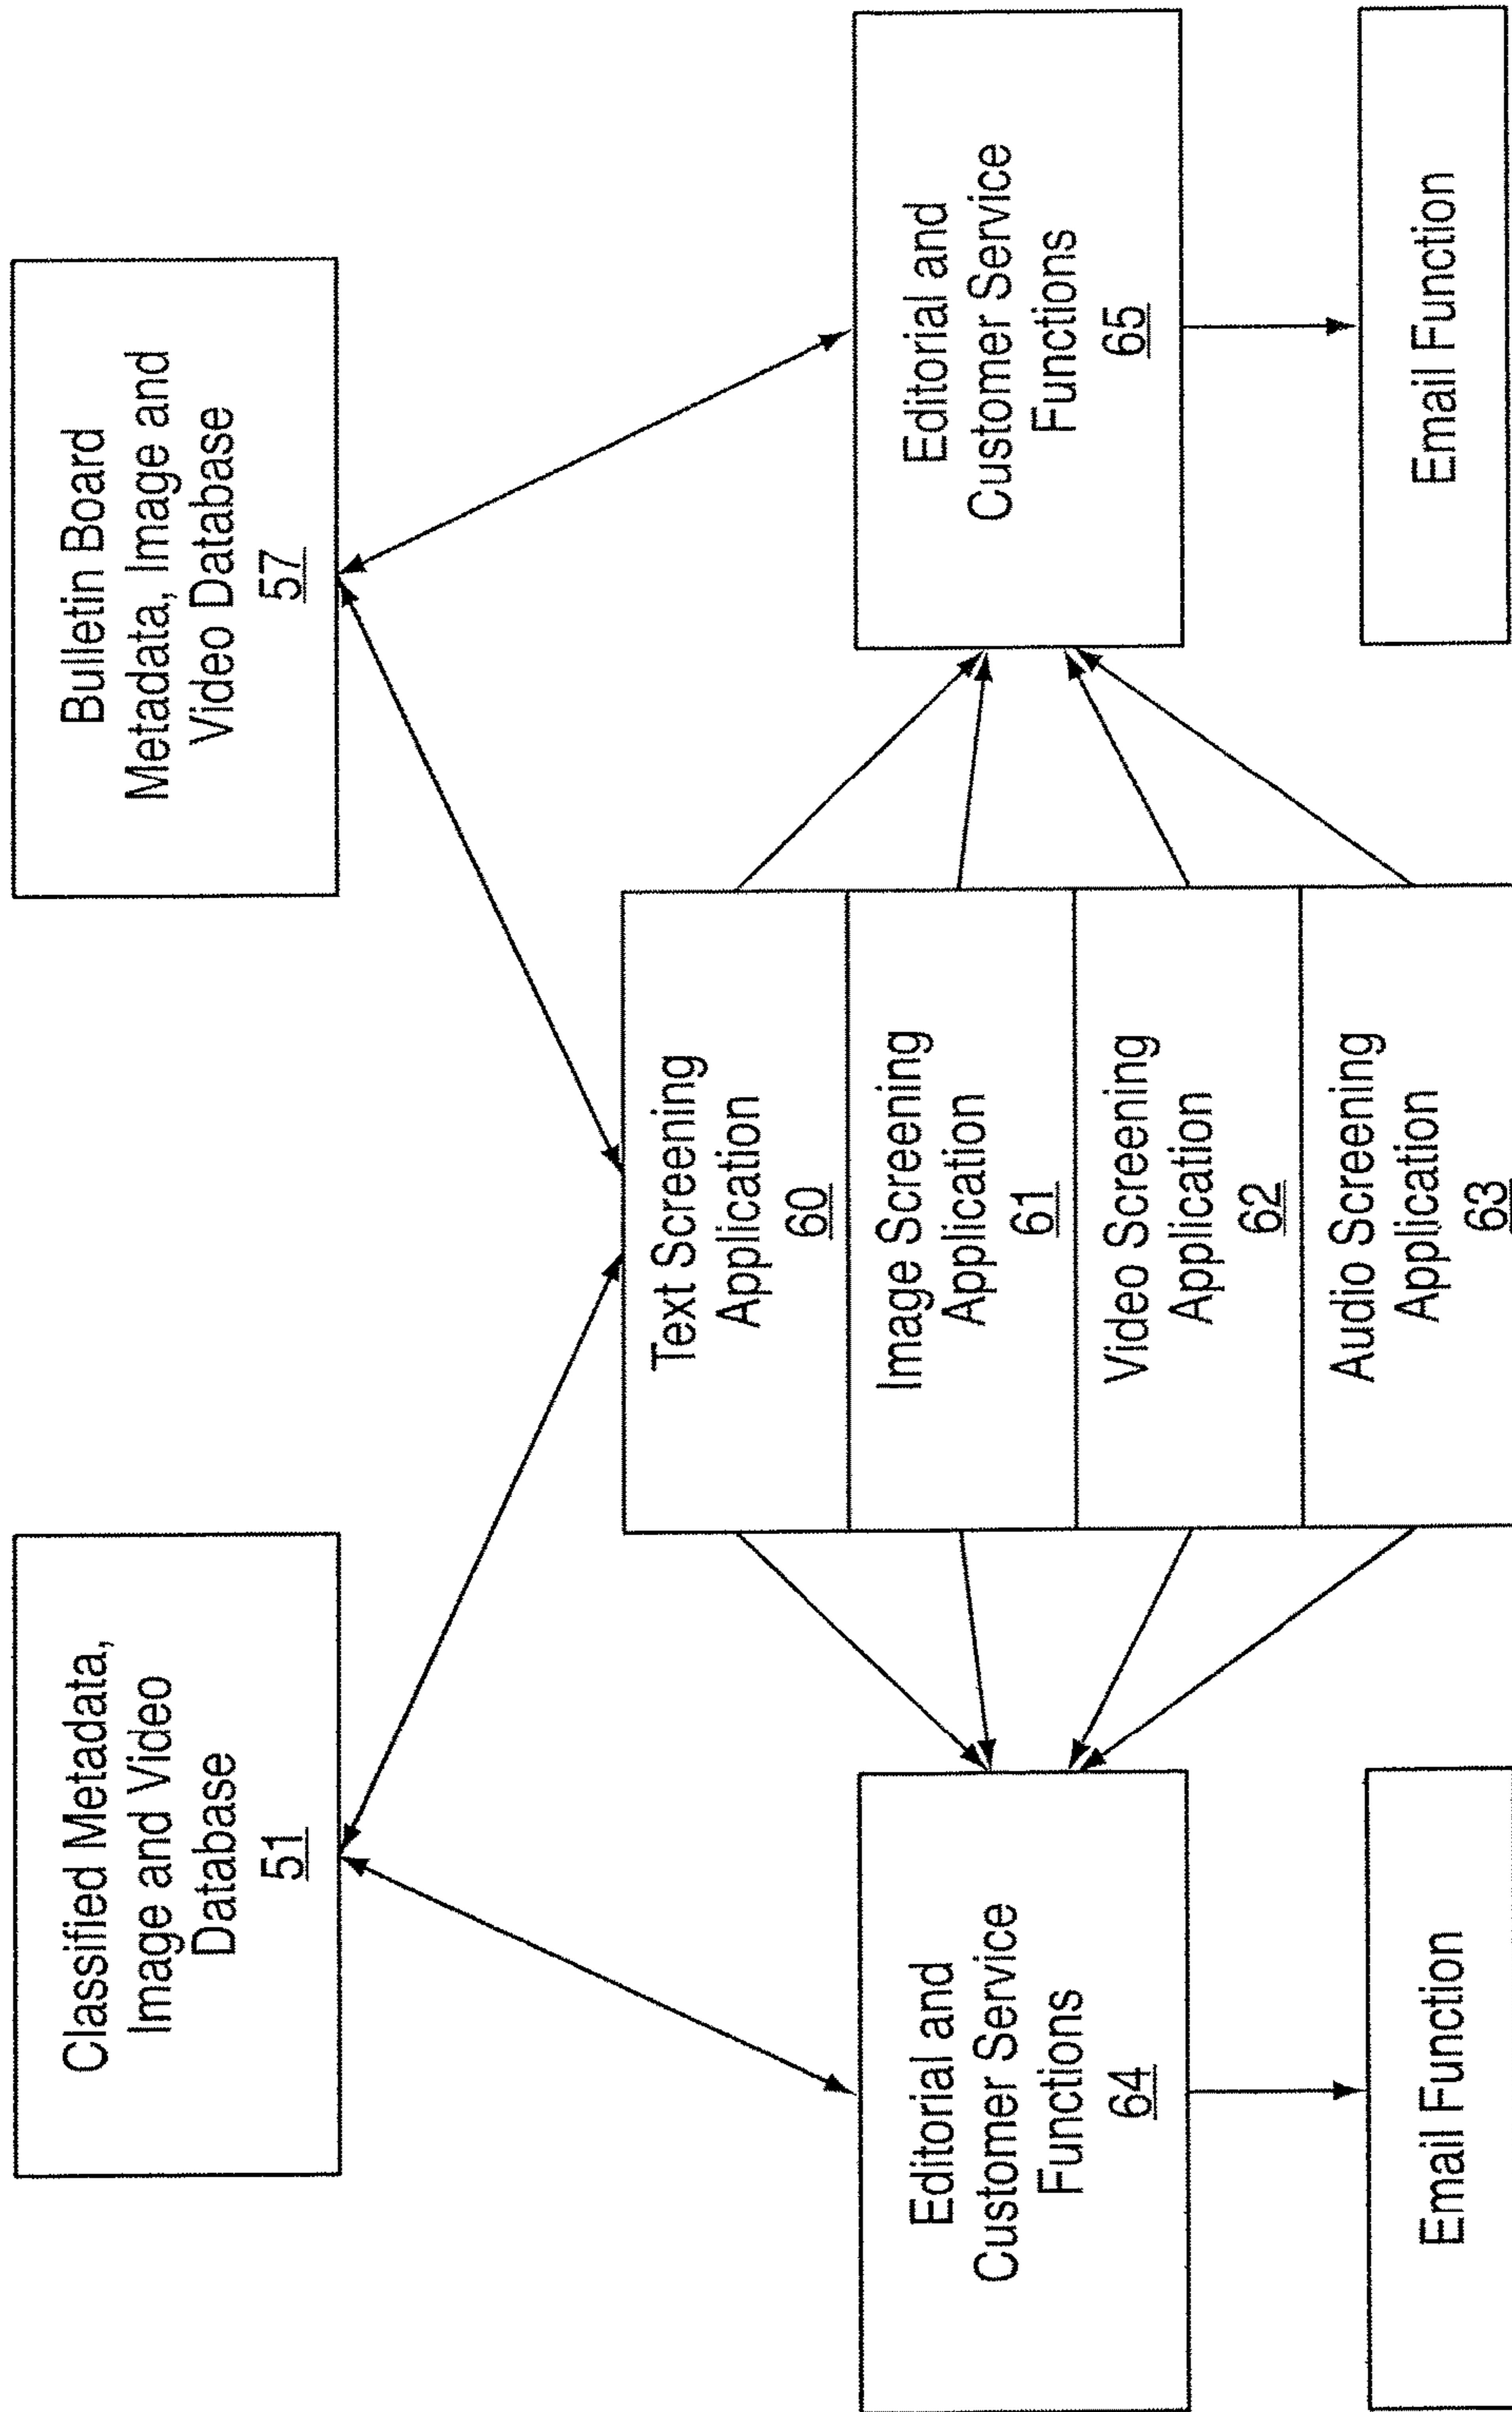 Classified Metadata,
Image and Video
Database
51
Bulletin Board
Metadata, Image and
Video Database
57
Text Screening
Application
60
Image Screening
Application
61
Video Screening
Application
62
Audio Screening
Application
63
Editorial and
Customer Service
Functions
64
Editorial and
Customer Service
Functions
65
Email Function
Email Function